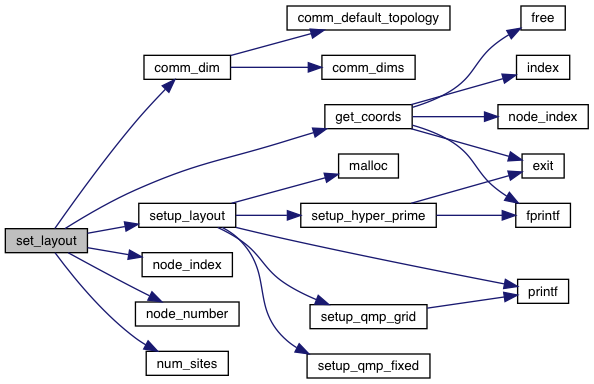 comm_default_topology
free
comm_dim
comm_dims
index
get_coords
node_index
malloc
exit
setup_layout
setup_hyper_prime
fprintf
set_layout
node_index
printf
node_number
setup_qmp_grid
num_sites
setup_qmp_fixed